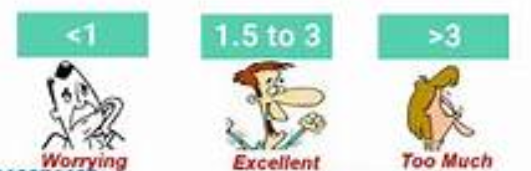 <1 1.5 to 3 >3
Worrying Excellent Too Much